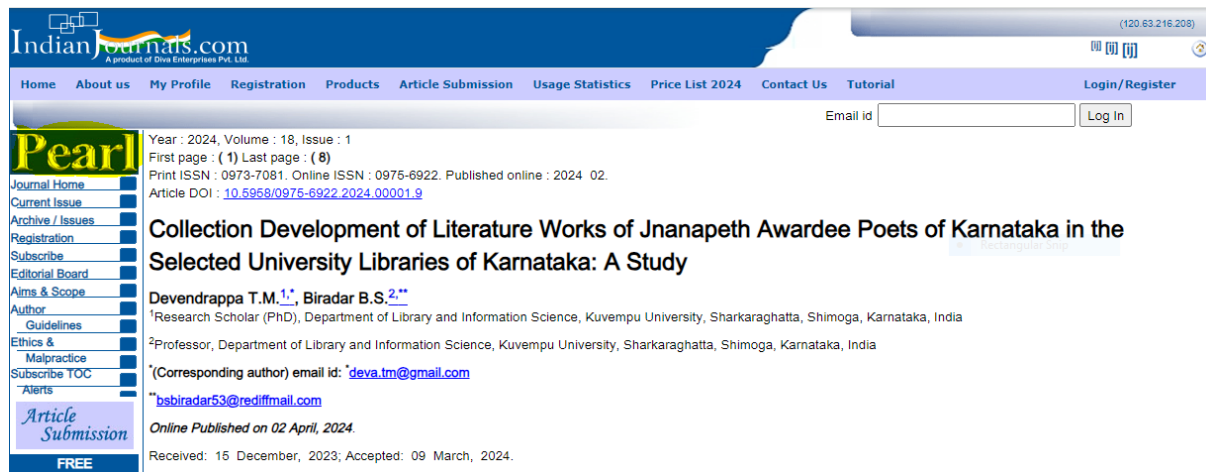 IndianJournals.com
A product of Diva Enterprises Pvt. Ltd.
(120.63.216.208)
[ij] [ij] [ij]
Home About us My Profile Registration Products Article Submission Usage Statistics Price List 2024 Contact Us Tutorial Login/Register
Email id Log In
Pearl
Journal Home
Current Issue
Archive / Issues
Registration
Subscribe
Editorial Board
Aims & Scope
Author
Guidelines
Ethics &
Malpractice
Subscribe TOC
Alerts
Article
Submission
FREE
Year : 2024, Volume : 18, Issue : 1
First page : ( 1) Last page : ( 8)
Print ISSN : 0973-7081. Online ISSN : 0975-6922. Published online : 2024 02.
Article DOI : 10.5958/0975-6922.2024.00001.9
Collection Development of Literature Works of Jnanapeth Awardee Poets of Karnataka in the
Rectangular Snip
Selected University Libraries of Karnataka: A Study
Devendrappa T.M.1,*, Biradar B.S.2,**
1Research Scholar (PhD), Department of Library and Information Science, Kuvempu University, Sharkaraghatta, Shimoga, Karnataka, India
2Professor, Department of Library and Information Science, Kuvempu University, Sharkaraghatta, Shimoga, Karnataka, India
*(Corresponding author) email id: *deva.tm@gmail.com
**bsbiradar53@rediffmail.com
Online Published on 02 April, 2024.
Received: 15 December, 2023; Accepted: 09 March, 2024.